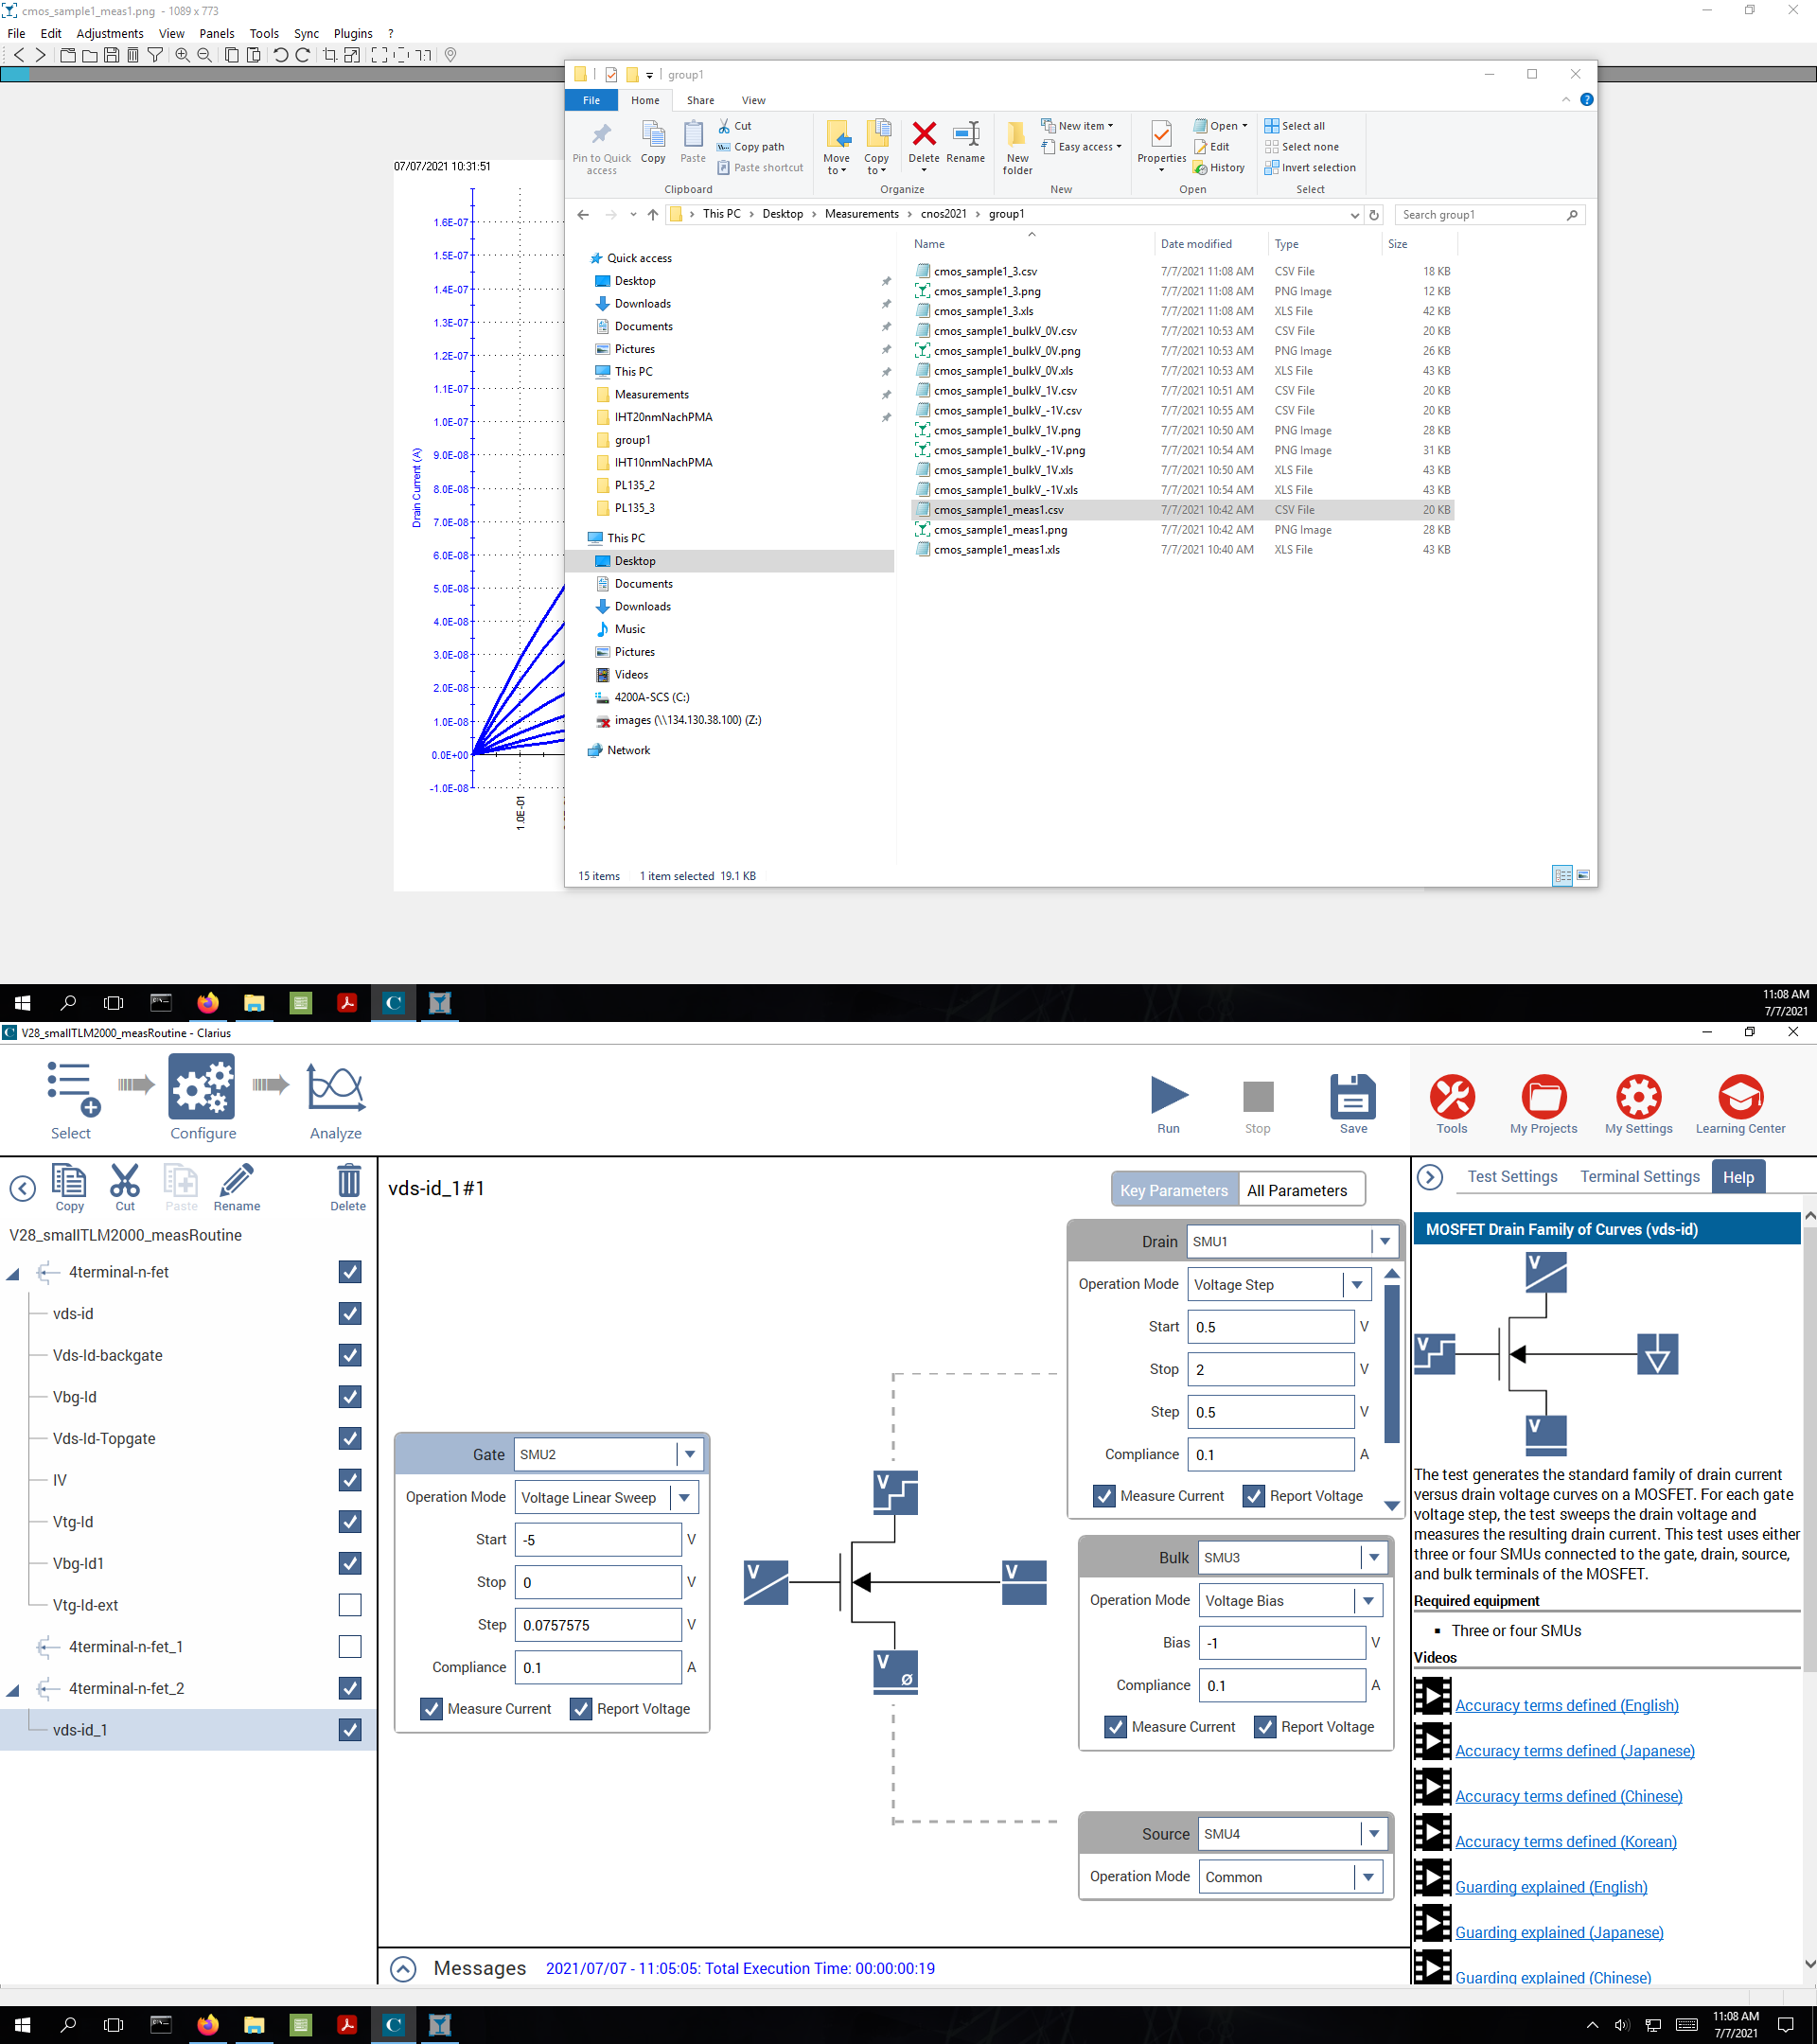 cmos_sample1_meas1.png - 1089 x 773
File Edit Adjustments View Panels Tools Sync Plugins ?
1:1
07/07/2021 10:31:51
Drain Current (A)
1.6E-07
1.5E-07
1.4E-07
1.3E-07
1.2E-07
1.1E-07
1.0E-07
9.0E-08
8.0E-08
7.0E-08
6.0E-08
5.0E-08
4.0E-08
3.0E-08
2.0E-08
1.0E-08
0.0E+00
-1.0E-08
1.0E-01
group1
File Home Share View
Pin to Quick access
Copy
Paste
Cut
Copy path
Paste shortcut
Clipboard
Move to
Copy to
Delete
Rename
Organize
New folder
New item
Easy access
New
Properties
Open
Edit
History
Open
Select all
Select none
Invert selection
Select
This PC > Desktop > Measurements > cnos2021 > group1
Search group1
Quick access
Desktop
Downloads
Documents
Pictures
This PC
Measurements
IHT20nmNachPMA
group1
IHT10nmNachPMA
PL135_2
PL135_3
This PC
Desktop
Documents
Downloads
Music
Pictures
Videos
4200A-SCS (C:)
images (\\134.130.38.100) (Z:)
Network
Name Date modified Type Size
cmos_sample1_3.csv 7/7/2021 11:08 AM CSV File 18 KB
cmos_sample1_3.png 7/7/2021 11:08 AM PNG Image 12 KB
cmos_sample1_3.xls 7/7/2021 11:08 AM XLS File 42 KB
cmos_sample1_bulkV_0V.csv 7/7/2021 10:53 AM CSV File 20 KB
cmos_sample1_bulkV_0V.png 7/7/2021 10:53 AM PNG Image 26 KB
cmos_sample1_bulkV_0V.xls 7/7/2021 10:53 AM XLS File 43 KB
cmos_sample1_bulkV_1V.csv 7/7/2021 10:51 AM CSV File 20 KB
cmos_sample1_bulkV_-1V.csv 7/7/2021 10:55 AM CSV File 20 KB
cmos_sample1_bulkV_1V.png 7/7/2021 10:50 AM PNG Image 28 KB
cmos_sample1_bulkV_-1V.png 7/7/2021 10:54 AM PNG Image 31 KB
cmos_sample1_bulkV_1V.xls 7/7/2021 10:50 AM XLS File 43 KB
cmos_sample1_bulkV_-1V.xls 7/7/2021 10:54 AM XLS File 43 KB
cmos_sample1_meas1.csv 7/7/2021 10:42 AM CSV File 20 KB
cmos_sample1_meas1.png 7/7/2021 10:42 AM PNG Image 28 KB
cmos_sample1_meas1.xls 7/7/2021 10:40 AM XLS File 43 KB
15 items 1 item selected 19.1 KB
11:08 AM
7/7/2021
C V28_smallTLM2000_measRoutine - Clarius
Select
Configure
Analyze
Run
Stop
Save
Tools
My Projects
My Settings
Learning Center
Copy
Cut
Paste
Rename
Delete
V28_smallTLM2000_measRoutine
4terminal-n-fet
vds-id
Vds-Id-backgate
Vbg-Id
Vds-Id-Topgate
IV
Vtg-Id
Vbg-Id1
Vtg-Id-ext
4terminal-n-fet_1
4terminal-n-fet_2
vds-id_1
vds-id_1#1
Key Parameters All Parameters
Gate SMU2
Operation Mode Voltage Linear Sweep
Start -5 V
Stop 0 V
Step 0.0757575 V
Compliance 0.1 A
Measure Current Report Voltage
V
V
V
V
Drain SMU1
Operation Mode Voltage Step
Start 0.5 V
Stop 2 V
Step 0.5 V
Compliance 0.1 A
Measure Current Report Voltage
Bulk SMU3
Operation Mode Voltage Bias
Bias -1 V
Compliance 0.1 A
Measure Current Report Voltage
Source SMU4
Operation Mode Common
Messages 2021/07/07 - 11:05:05: Total Execution Time: 00:00:00:19
Test Settings Terminal Settings Help
MOSFET Drain Family of Curves (vds-id)
V
V
V
The test generates the standard family of drain current
versus drain voltage curves on a MOSFET. For each gate
voltage step, the test sweeps the drain voltage and
measures the resulting drain current. This test uses either
three or four SMUs connected to the gate, drain, source,
and bulk terminals of the MOSFET.
Required equipment
Three or four SMUs
Videos
Accuracy terms defined (English)
Accuracy terms defined (Japanese)
Accuracy terms defined (Chinese)
Accuracy terms defined (Korean)
Guarding explained (English)
Guarding explained (Japanese)
Guarding explained (Chinese)
11:08 AM
7/7/2021